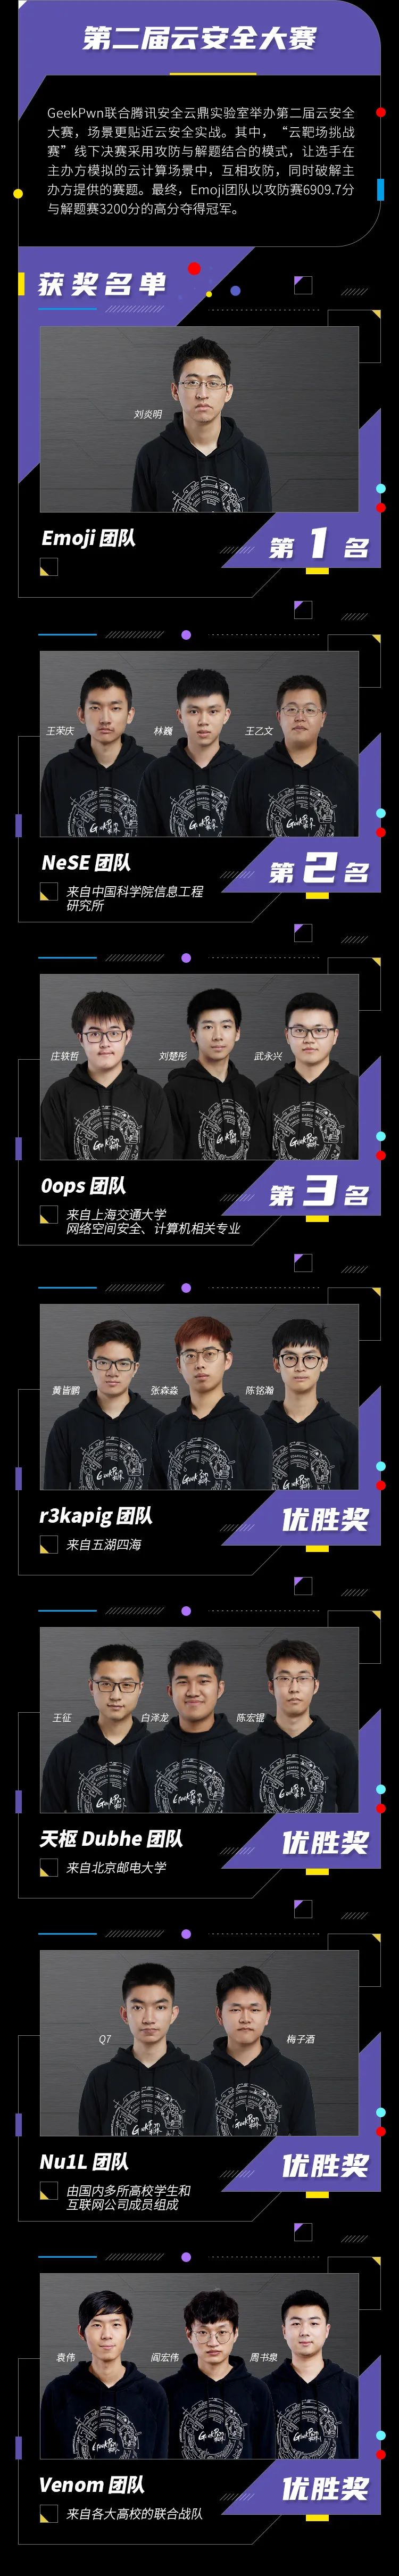 第二届云安全大赛
GeekPwn联合腾讯安全云鼎实验室举办第二届云安全
大赛，场景更贴近云安全实战。其中，“云靶场挑战
赛”线下决赛采用攻防与解题结合的模式，让选手在
主办方模拟的云计算场景中，互相攻防，同时破解主
办方提供的赛题。最终，Emoji团队以攻防赛6909.7分
与解题赛3200分的高分夺得冠军。
获奖名单
刘炎明
Emoji 团队
第 1 名
王荣庆
林巍
王乙文
NeSE 团队
第 2 名
来自中国科学院信息工程
研究所
庄轶哲
刘楚彤
武永兴
0ops 团队
第 3 名
来自上海交通大学
网络空间安全、计算机相关专业
黄皆鹏
张森淼
陈铭瀚
r3kapig 团队
优胜奖
来自五湖四海
王征
白泽龙
陈宏锟
天枢 Dubhe 团队
优胜奖
来自北京邮电大学
Q7
梅子酒
Nu1L 团队
优胜奖
由国内多所高校学生和
互联网公司成员组成
袁伟
阎宏伟
周书泉
Venom 团队
优胜奖
来自各大高校的联合战队